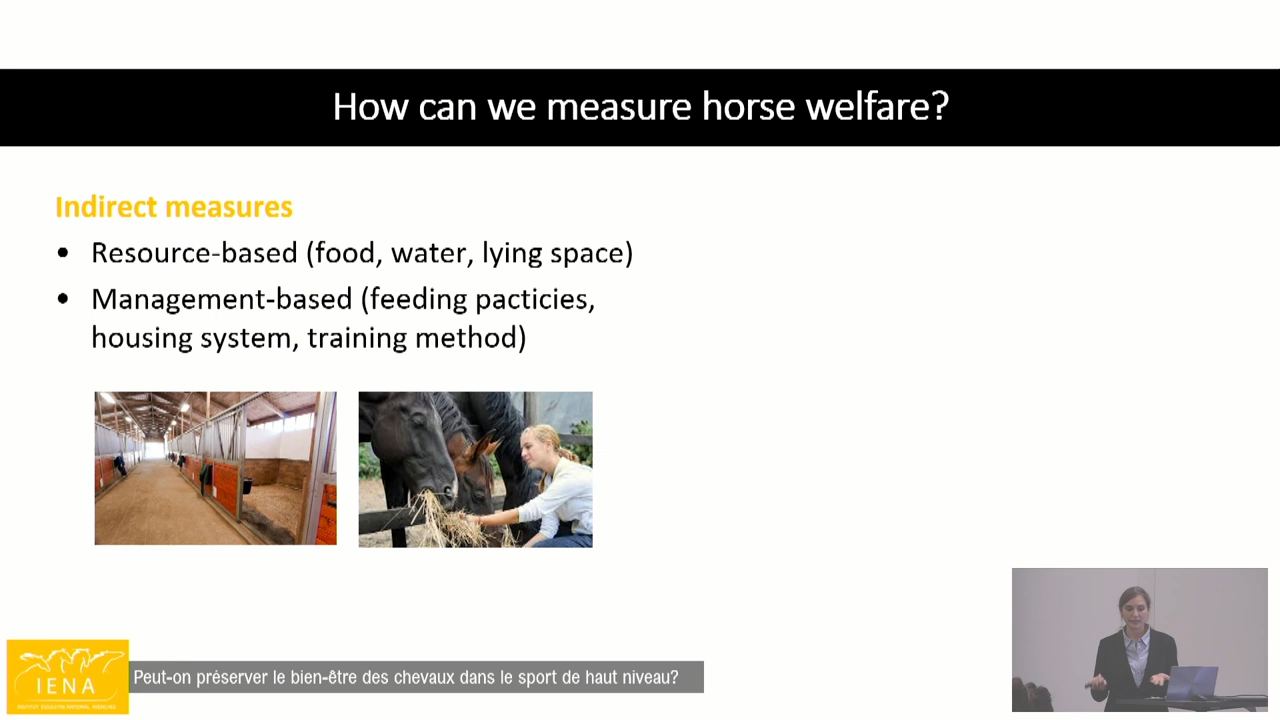 How can we measure horse welfare?
Indirect measures
• Resource-based (food, water, lying space)
• Management-based (feeding pacticies,
housing system, training method)
IENA
Peut-on préserver le bien-être des chevaux dans le sport de haut niveau?